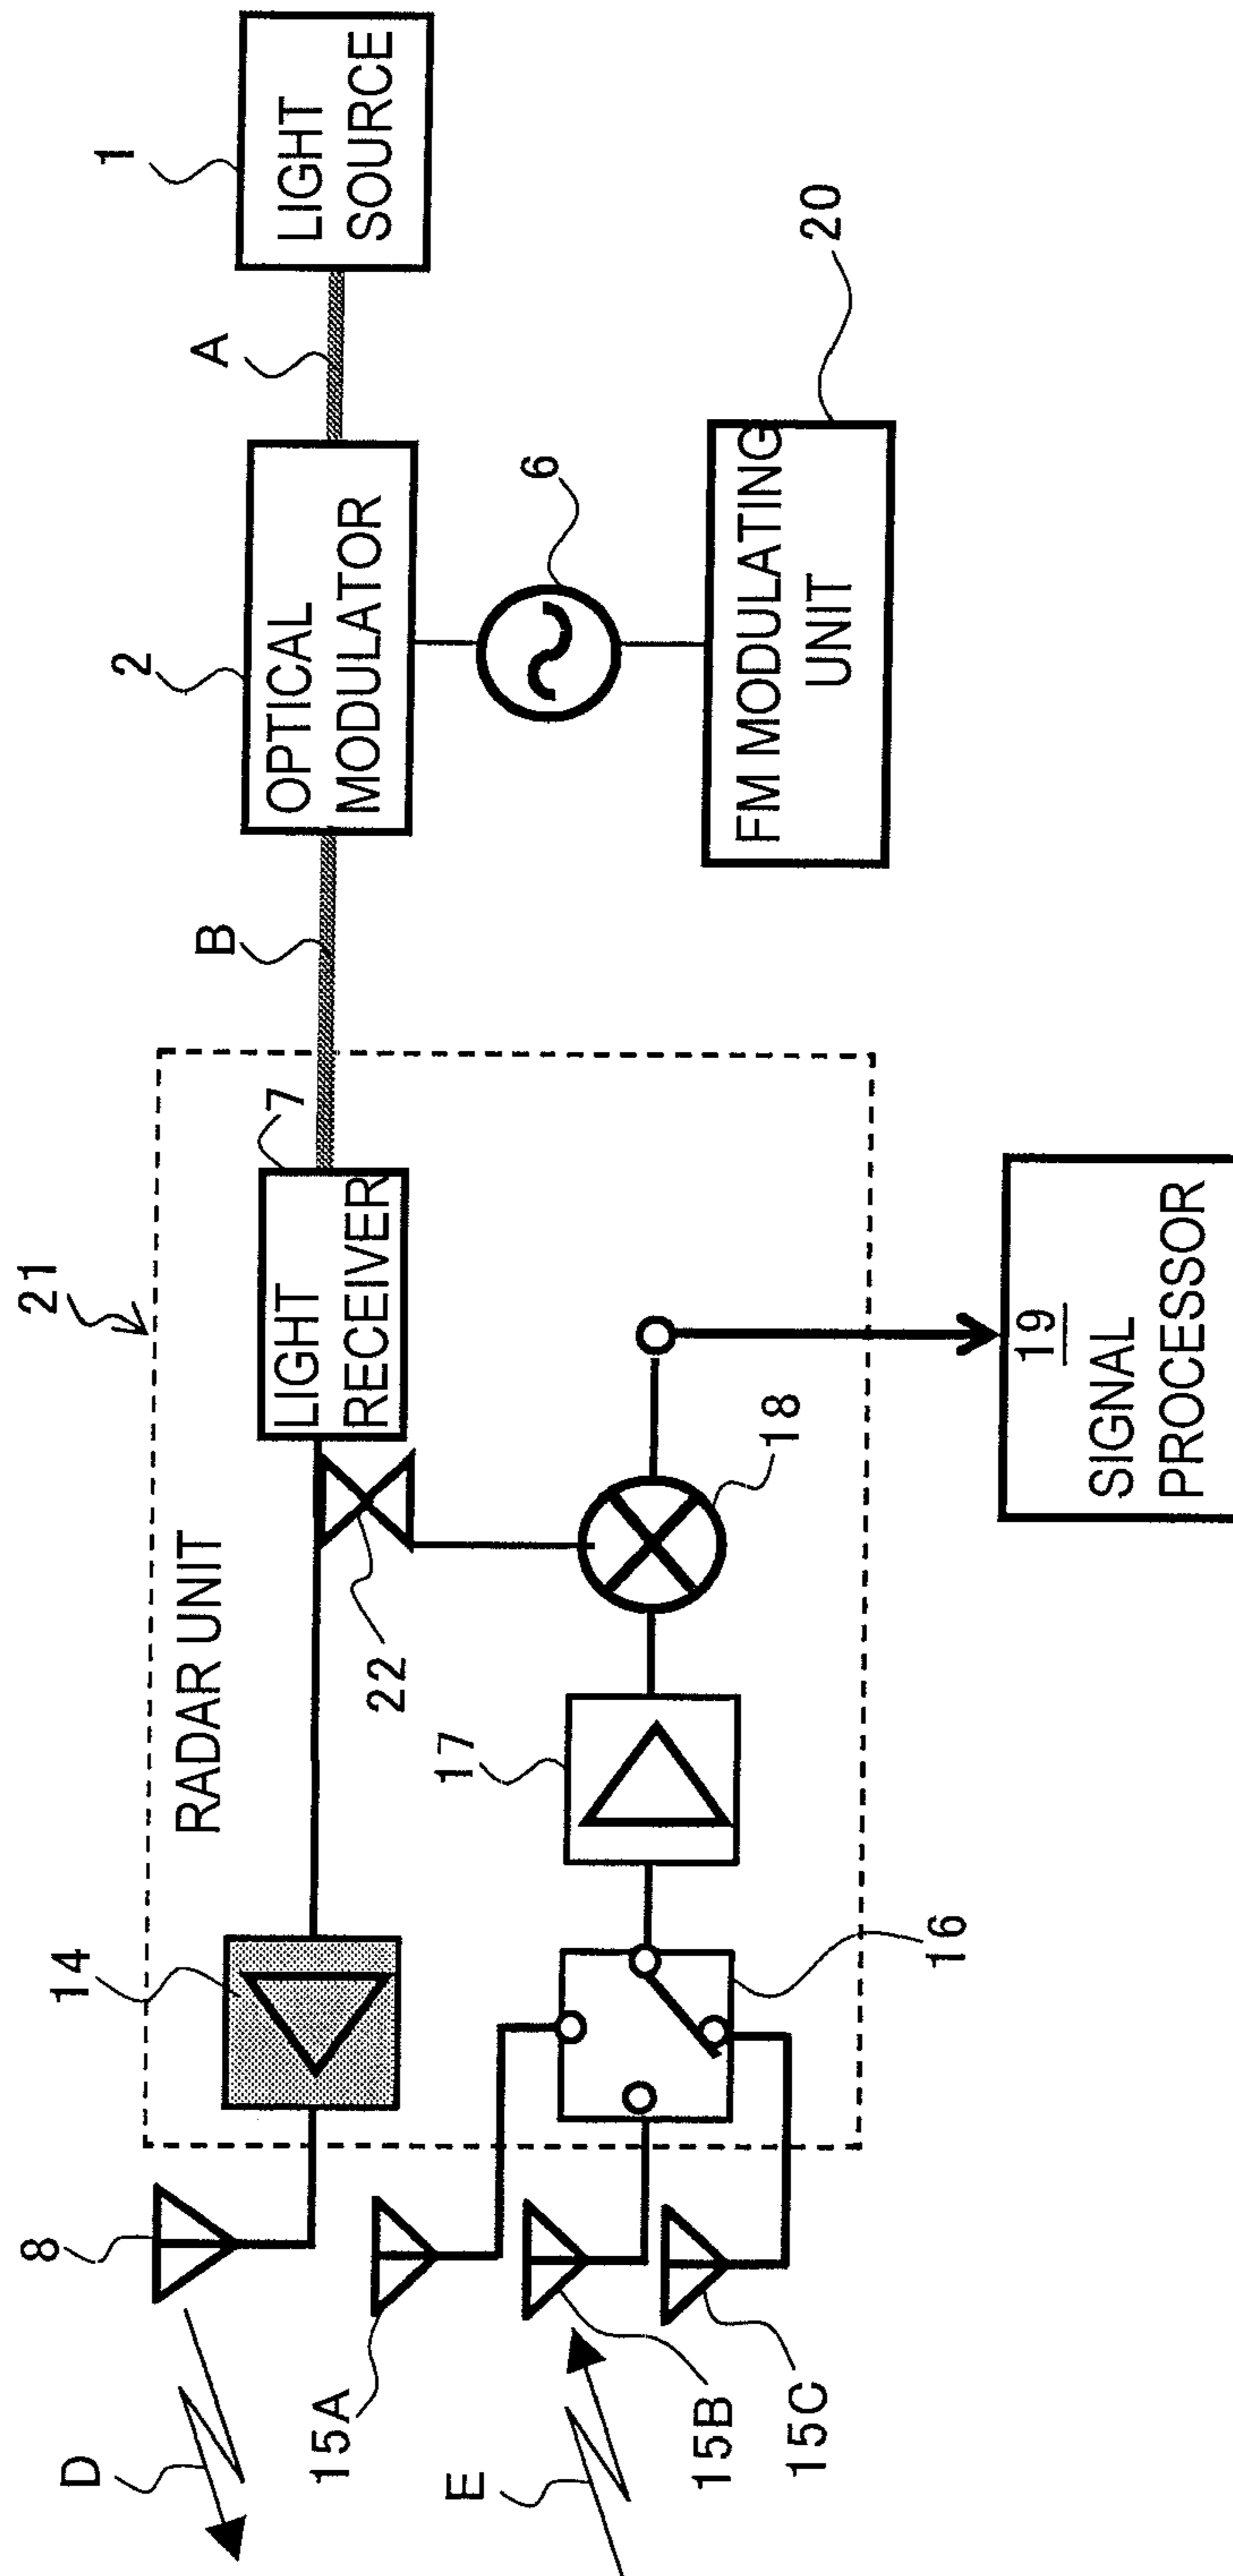 1
LIGHT
SOURCE
A
2
OPTICAL
MODULATOR
6
20
FM MODULATING
UNIT
B
21
RADAR UNIT
7
LIGHT
RECEIVER
22
18
17
14
16
19
SIGNAL
PROCESSOR
8
15A
15B
15C
D
E